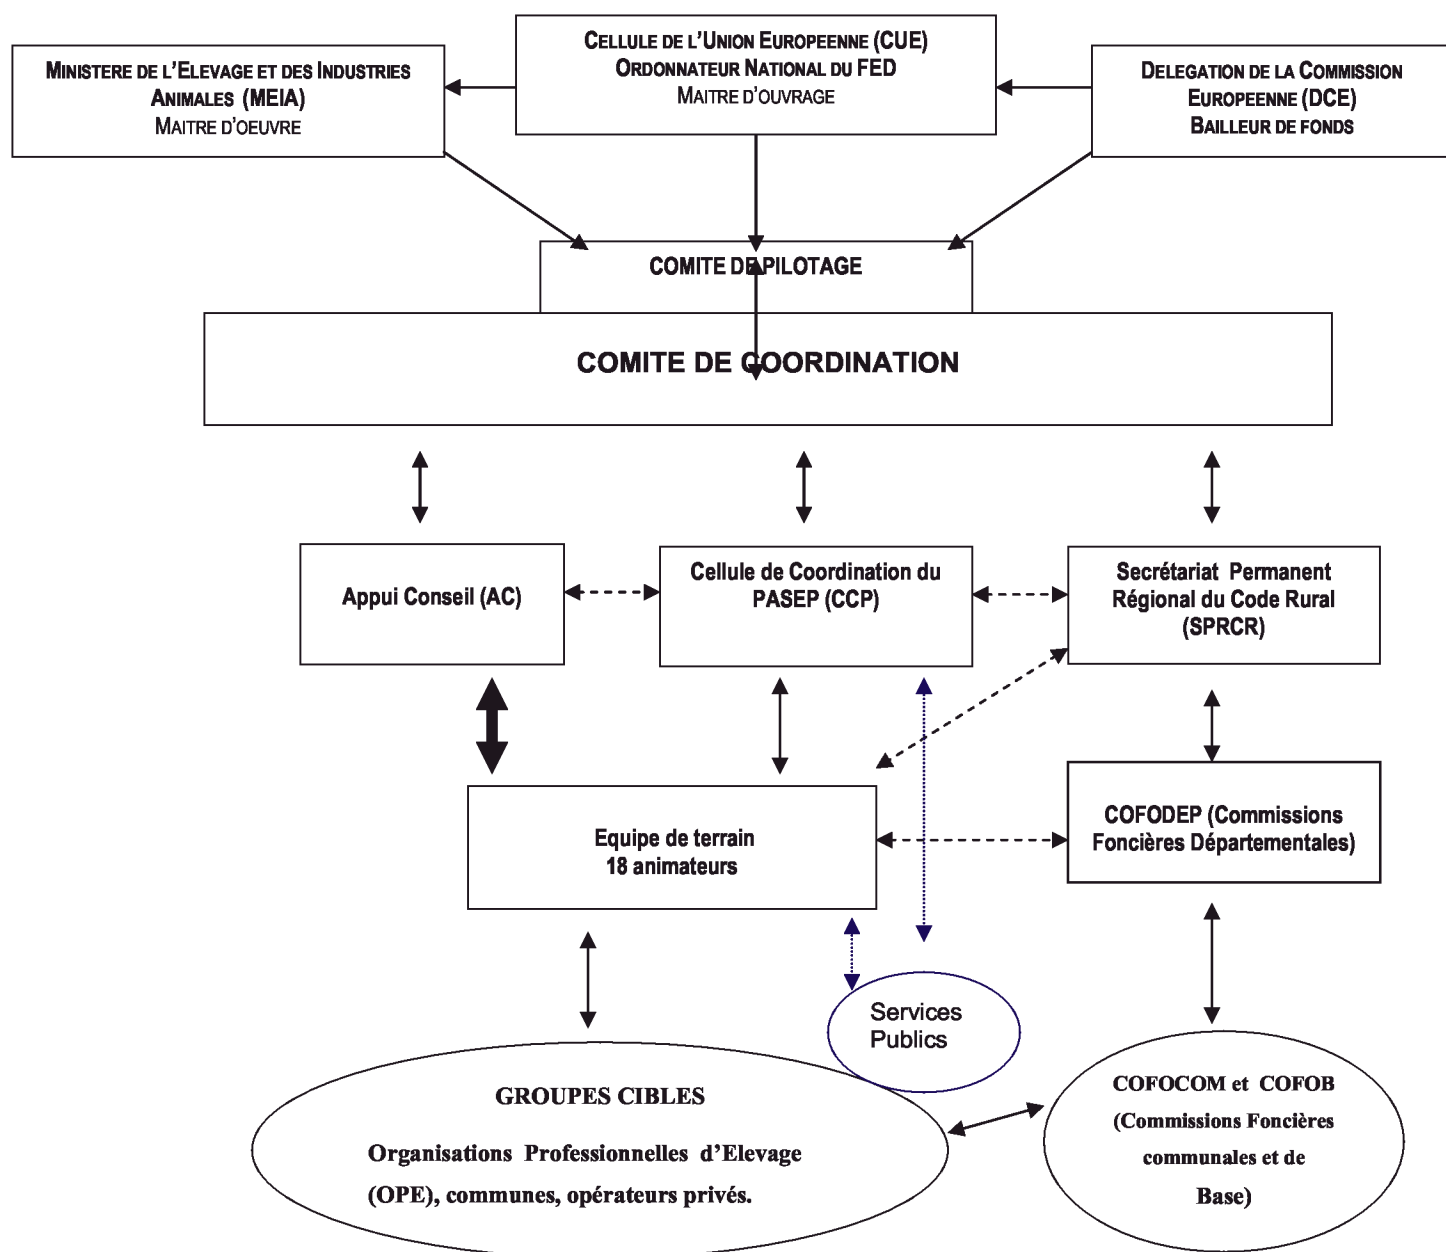 MINISTERE DE L'ELEVAGE ET DES INDUSTRIES
ANIMALES (MEIA)
MAITRE D'OEUVRE
CELLULE DE L'UNION EUROPEENNE (CUE)
ORDONNATEUR NATIONAL DU FED
MAITRE D'OUVRAGE
DELEGATION DE LA COMMISSION
EUROPEENNE (DCE)
BAILLEUR DE FONDS
COMITE DE PILOTAGE
COMITE DE COORDINATION
Appui Conseil (AC)
Cellule de Coordination du
PASEP (CCP)
Secrétariat Permanent
Régional du Code Rural
(SPRCR)
Equipe de terrain
18 animateurs
COFODEP (Commissions
Foncières Départementales)
Services
Publics
GROUPES CIBLES
Organisations Professionnelles d'Elevage
(OPE), communes, opérateurs privés.
COFOCOM et COFOB
(Commissions Foncières
communales et de
Base)